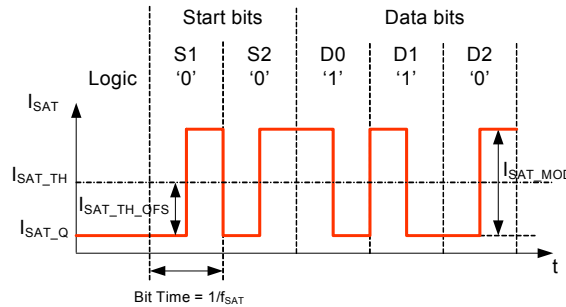 Start bits
Data bits
S1
S2
D0
D1
D2
Logic
‘0’
‘0’
‘1’
‘1’
‘0’
ISAT
ISAT_TH
ISAT_TH_OFS
ISAT_MOD
ISAT_Q
t
Bit Time = 1/fSAT